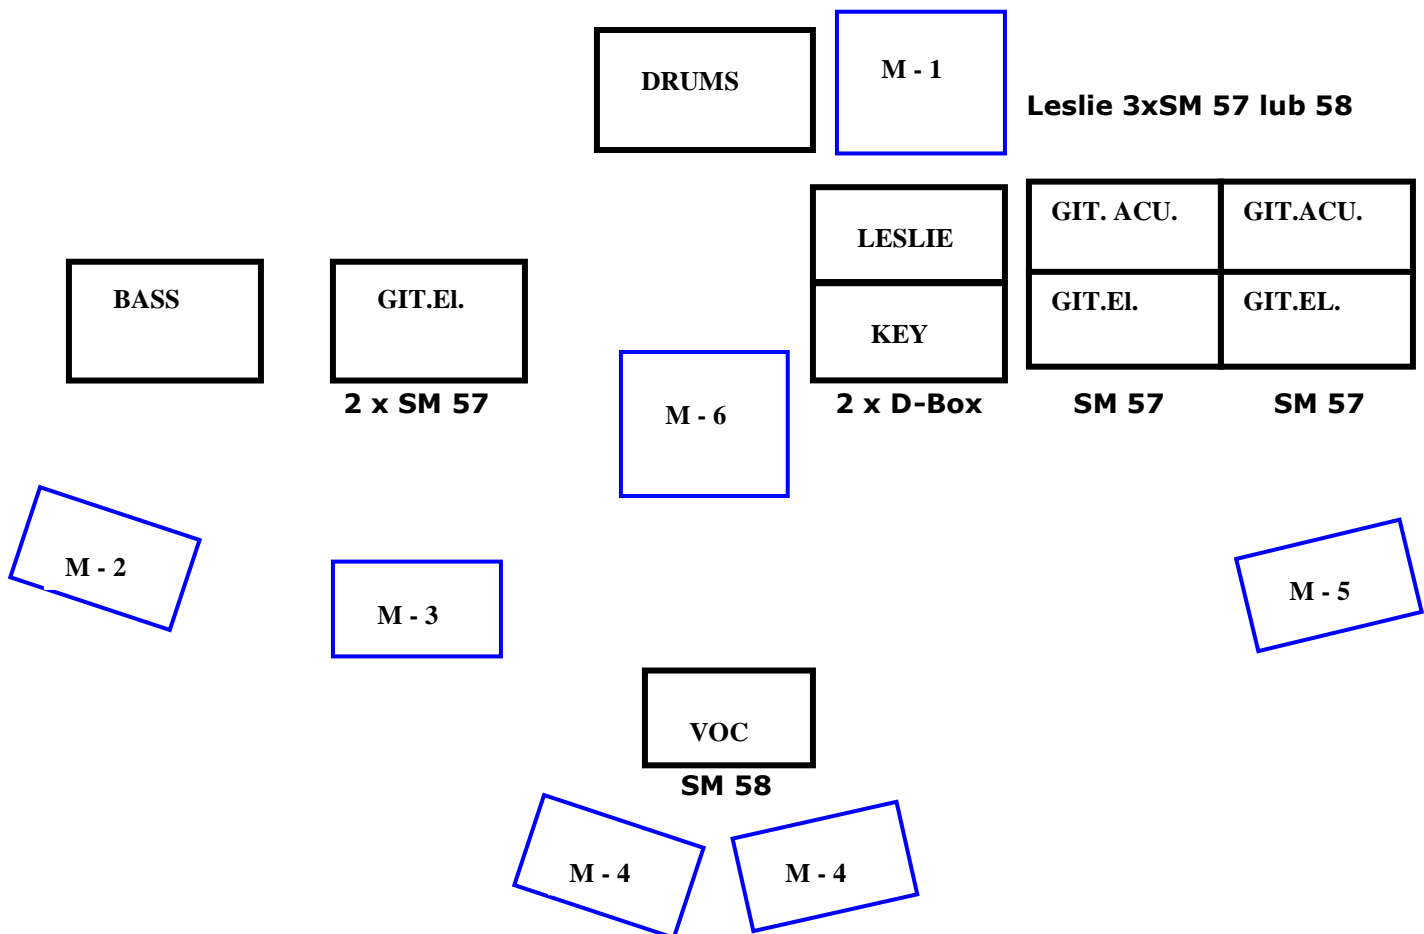 DRUMS
M - 1
Leslie 3xSM 57 lub 58
LESLIE
GIT. ACU.
GIT.ACU.
BASS
GIT.El.
KEY
GIT.El.
GIT.EL.
2 x SM 57
M - 6
2 x D-Box
SM 57
SM 57
M - 2
M - 3
M - 5
VOC
SM 58
M - 4
M - 4